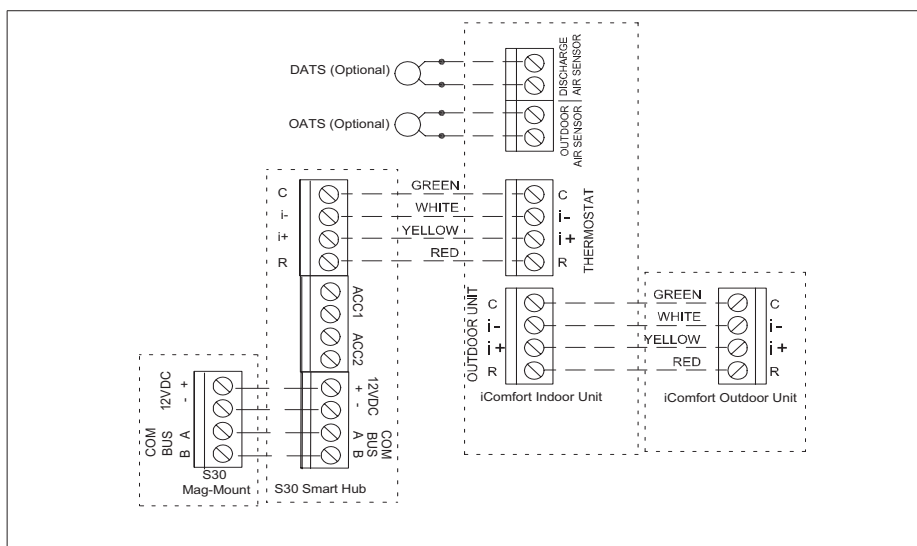 DATS (Optional)
DISCHARGE
AIR SENSOR
OATS (Optional)
OUTDOOR
AIR SENSOR
C
i-
i+
R
GREEN
WHITE
YELLOW
RED
C
i-
i+
R
THERMOSTAT
ACC1
ACC2
12VDC
+
-
A
B
COM
BUS
S30 Smart Hub
12VDC
+
-
COM
BUS
A
B
S30
Mag-Mount
OUTDOOR UNIT
C
i-
i+
R
iComfort Indoor Unit
GREEN
WHITE
YELLOW
RED
C
i-
i+
R
iComfort Outdoor Unit